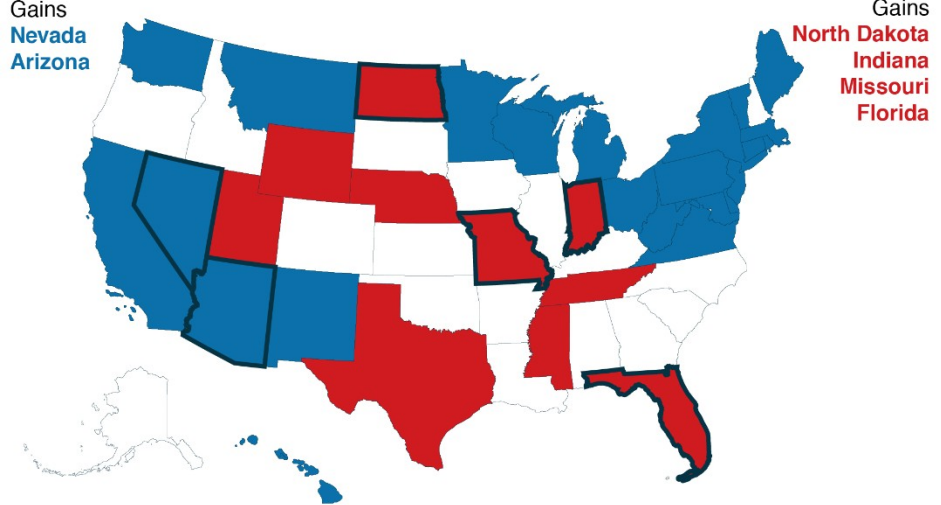 Gains
Nevada
Arizona
Gains
North Dakota
Indiana
Missouri
Florida